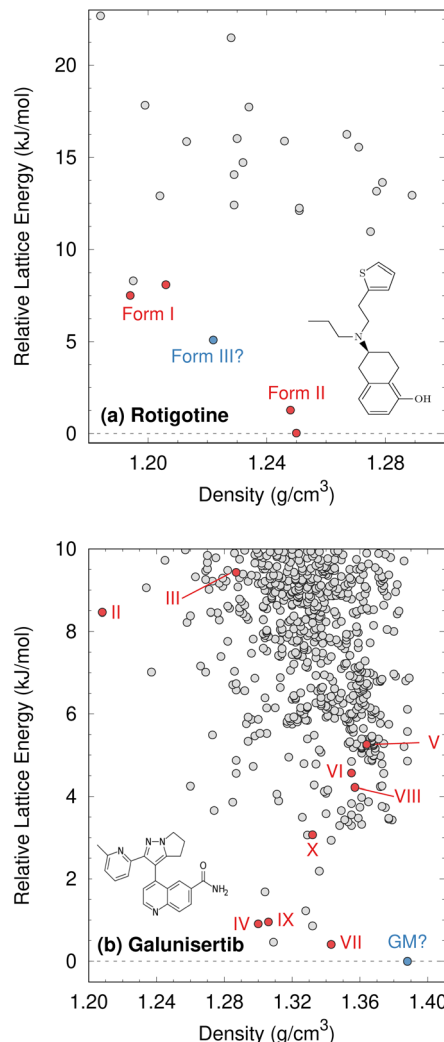 20
15
10
5
0
Relative Lattice Energy (kJ/mol)
Form I
Form III?
Form II
S
N
OH
(a) Rotigotine
1.20 1.24 1.28
Density (g/cm3)
10
8
6
4
2
0
Relative Lattice Energy (kJ/mol)
III
II
V
VI
VIII
X
N
N
N
O
NH2
N
IV
IX
VII
GM?
(b) Galunisertib
1.20 1.24 1.28 1.32 1.36 1.40
Density (g/cm3)